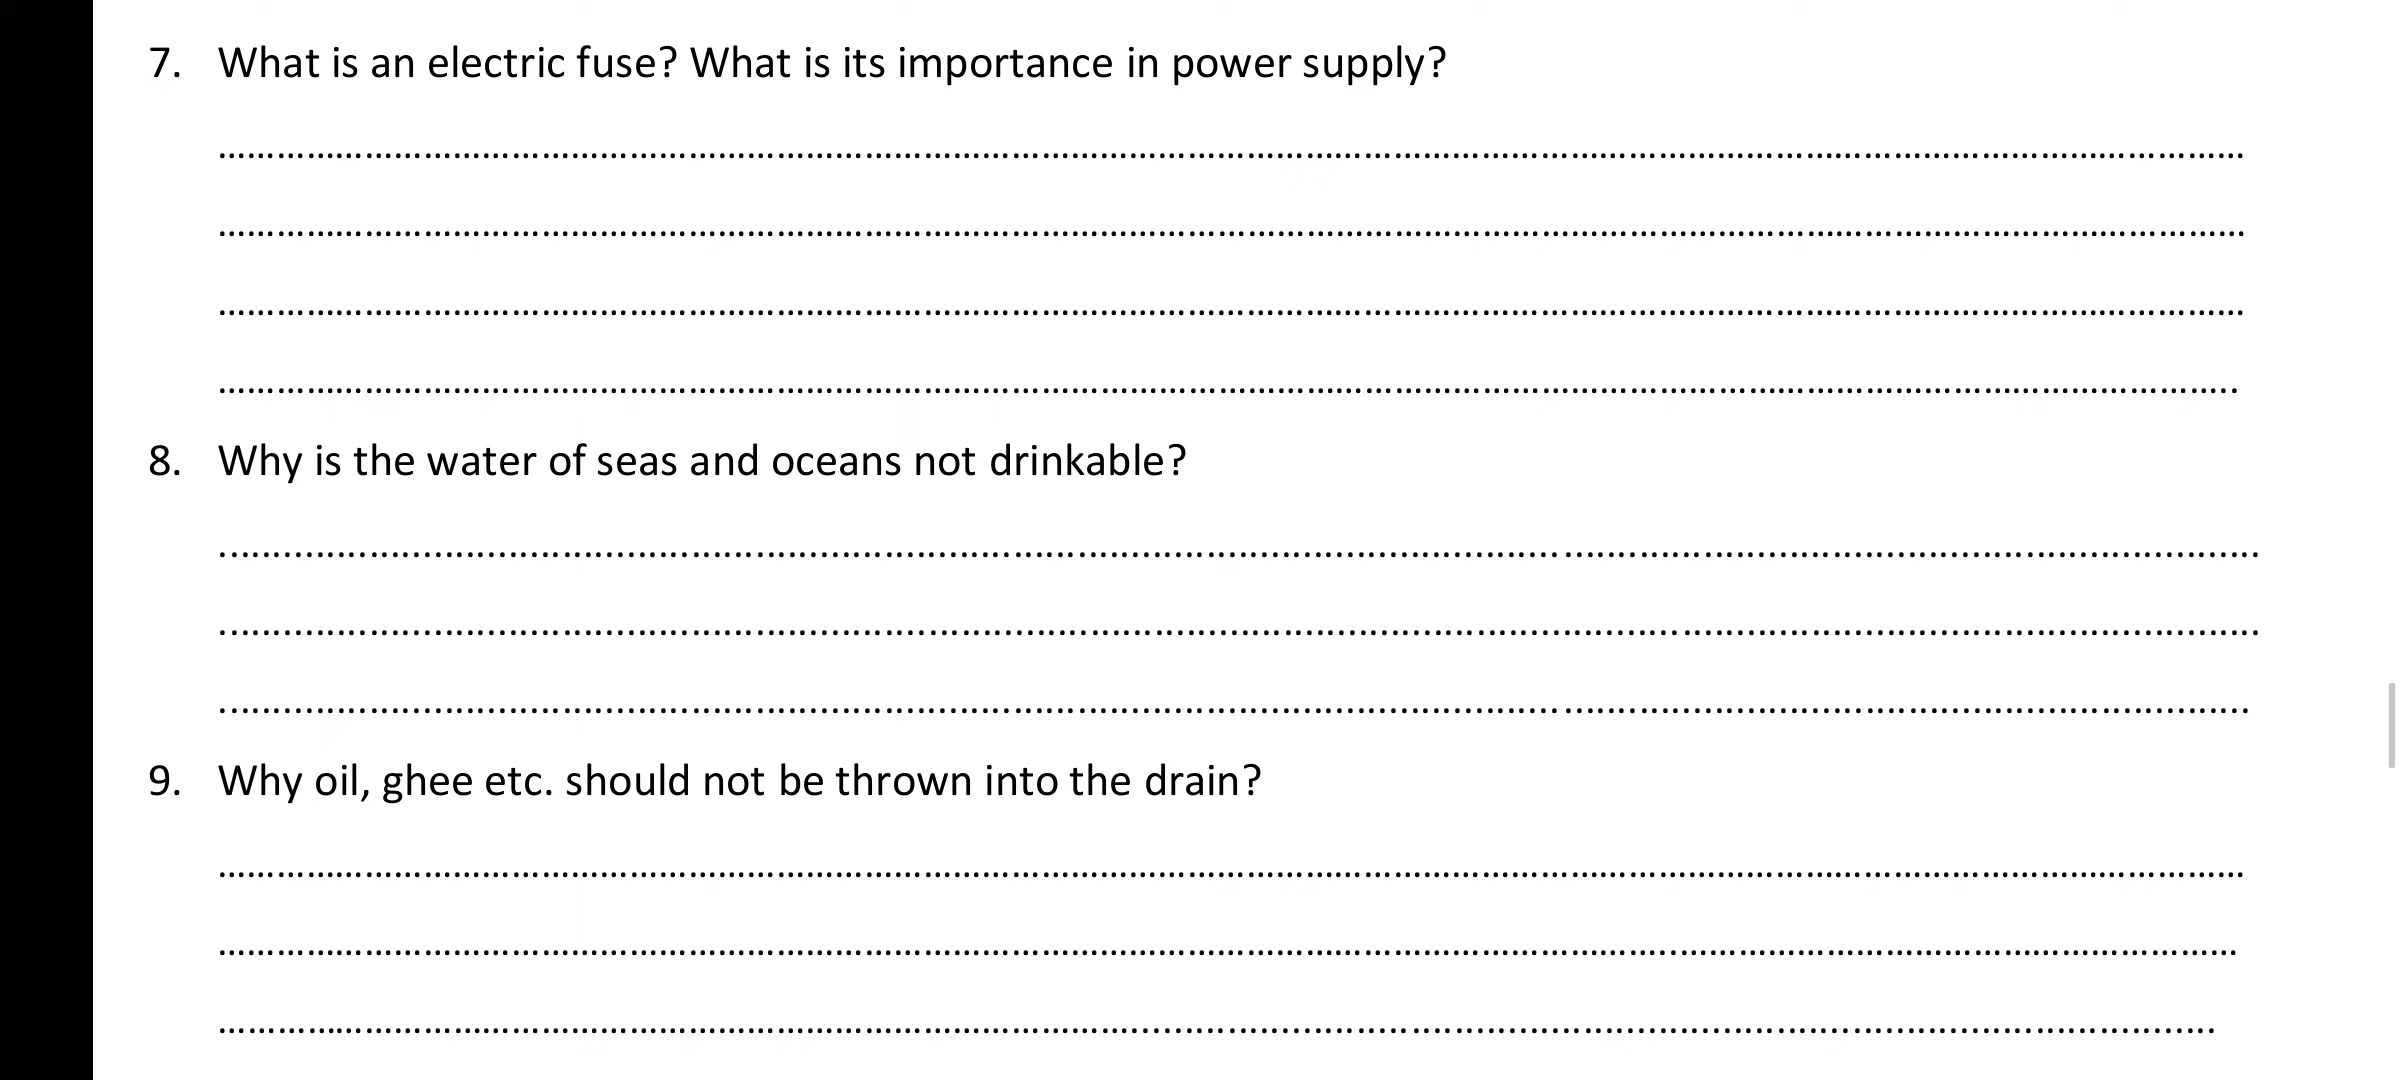 7. What is an electric fuse? What is its importance in power supply?
8. Why is the water of seas and oceans not drinkable?
9. Why oil, ghee etc. should not be thrown into the drain?